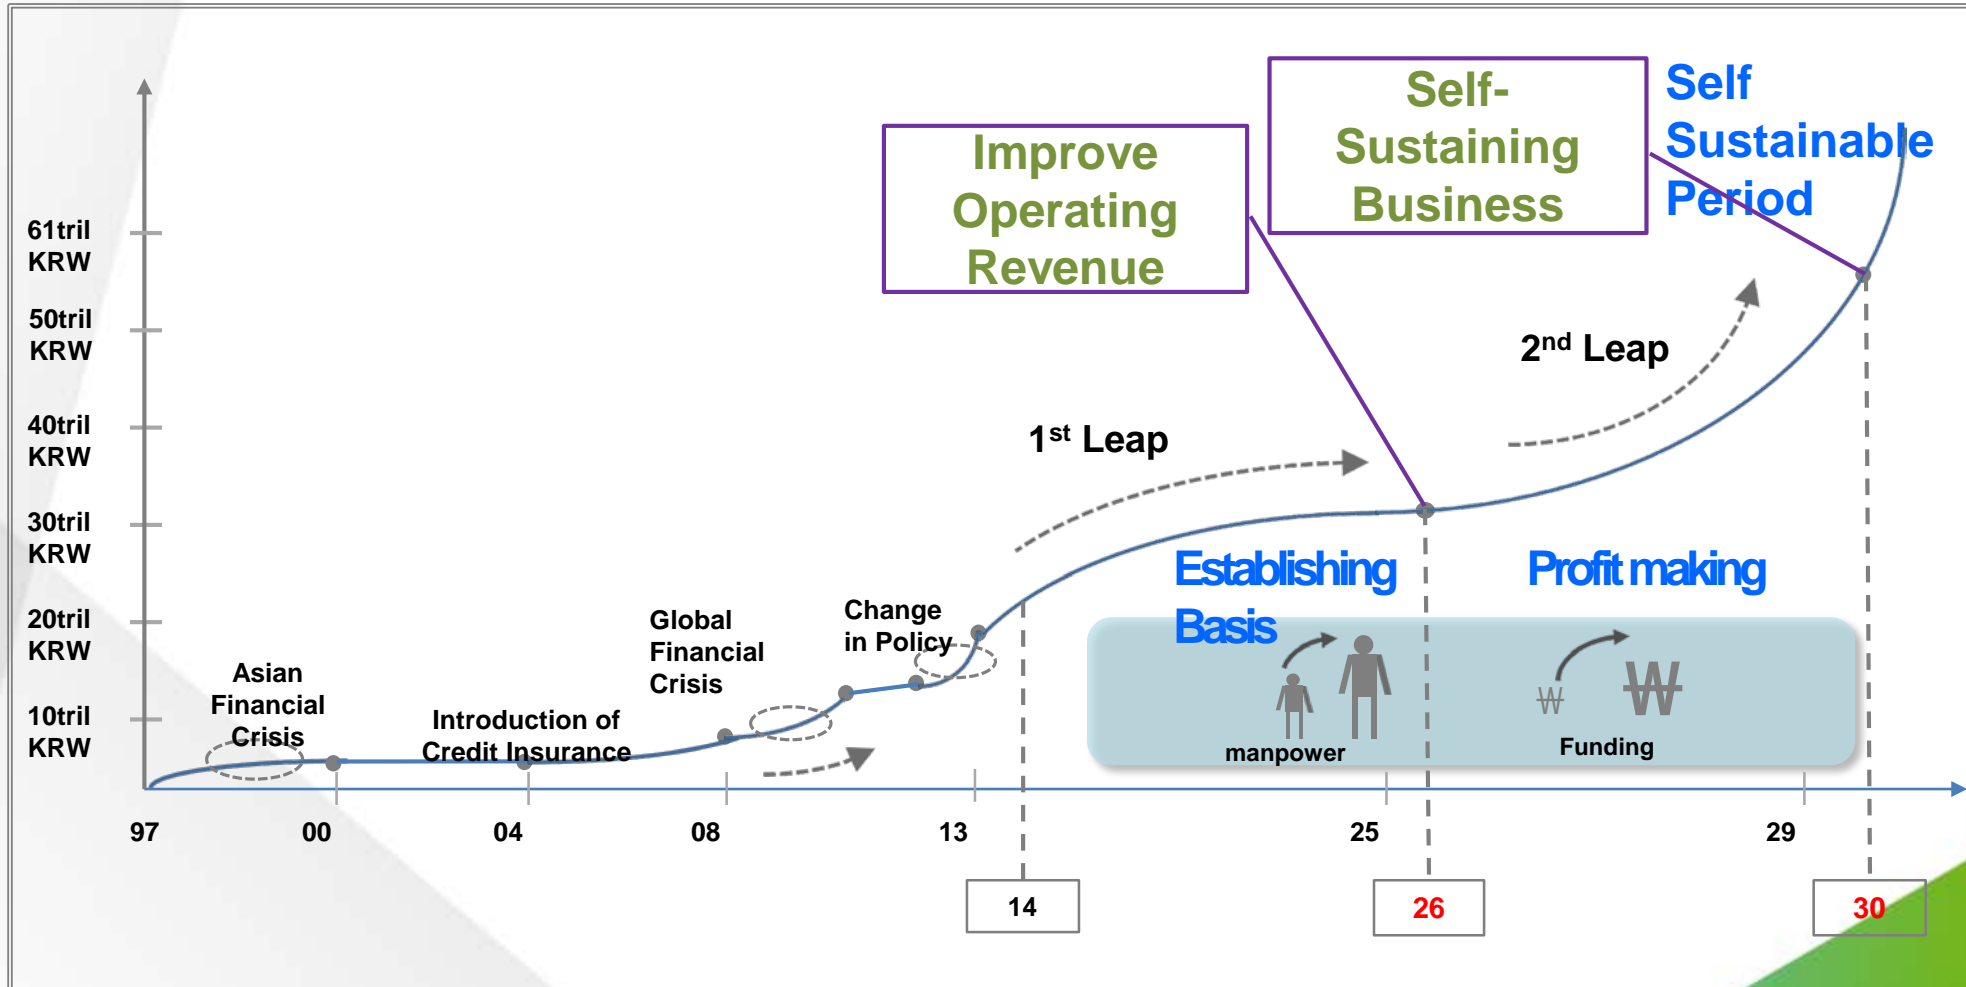 Self-
Sustaining
Business
Self
Sustainable
Period
Improve
Operating
Revenue
61tril
KRW
50tril
KRW
40tril
KRW
30tril
KRW
20tril
KRW
10tril
KRW
2nd Leap
1st Leap
Establishing
Basis
Profit making
Asian
Financial
Crisis
Introduction of
Credit Insurance
Global
Financial
Crisis
Change
in Policy
₩
₩
manpower
Funding
97
00
04
08
13
25
29
14
26
30